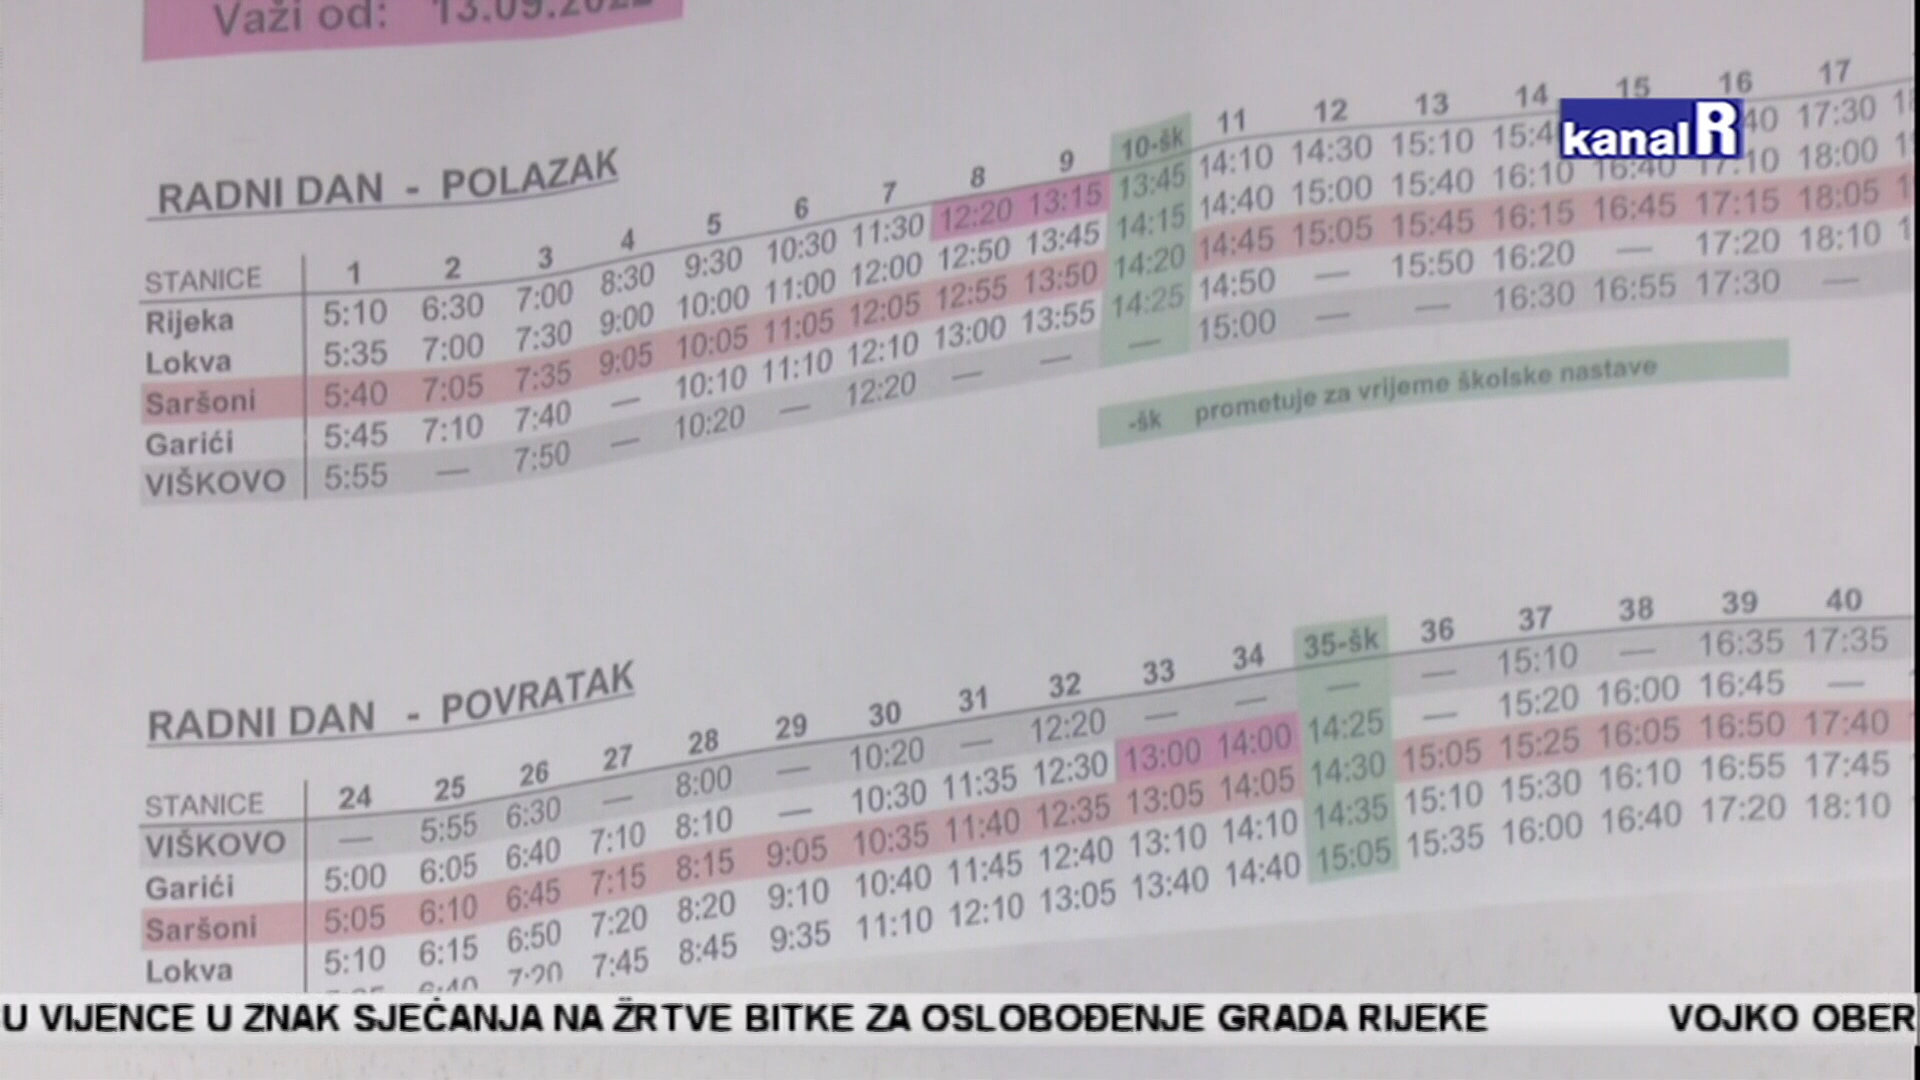 Važi od: 13.09.2022
RADNI DAN - POLAZAK
STANICE 1 2 3 4 5 6 7 8 9 10-šk 11 12 13 14 15 16 17
Rijeka 5:10 6:30 7:00 8:30 9:30 10:30 11:30 12:20 13:15 13:45 14:10 14:30 15:10 17:30
Lokva 5:35 7:00 7:30 9:00 10:00 11:00 12:00 12:50 13:45 14:15 14:40 15:00 15:40 16:10 16:40 17:10 18:00
Saršoni 5:40 7:05 7:35 9:05 10:05 11:05 12:05 12:55 13:50 14:20 14:45 15:05 15:45 16:15 16:45 17:15 18:05
Garići 5:45 7:10 7:40 — 10:10 11:10 12:10 13:00 13:55 14:25 14:50 — 15:50 16:20 — 17:20 18:10
VIŠKOVO 5:55 — 7:50 — 10:20 — 12:20 — — — 15:00 — — 16:30 16:55 17:30 —
-šk prometuje za vrijeme školske nastave
kanal R
RADNI DAN - POVRATAK
STANICE 24 25 26 27 28 29 30 31 32 33 34 35-šk 36 37 38 39 40
VIŠKOVO — 5:55 6:30 — 8:00 — 10:20 — 12:20 — — — — 15:10 — 16:35 17:35
Garići 5:00 6:05 6:40 7:10 8:10 — 10:30 11:35 12:30 13:00 14:00 14:25 — 15:20 16:00 16:45 —
Saršoni 5:05 6:10 6:45 7:15 8:15 9:05 10:35 11:40 12:35 13:05 14:05 14:30 15:05 15:25 16:05 16:50 17:40
Lokva 5:10 6:15 6:50 7:20 8:20 9:10 10:40 11:45 12:40 13:10 14:10 14:35 15:10 15:30 16:10 16:55 17:45
6:40 7:20 7:45 8:45 9:35 11:10 12:10 13:05 13:40 14:40 15:05 15:35 16:00 16:40 17:20 18:10
U VIJENCE U ZNAK SJEĆANJA NA ŽRTVE BITKE ZA OSLOBOĐENJE GRADA RIJEKE VOJKO OBER